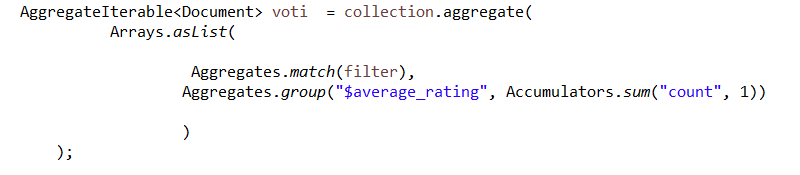 AggregateIterable<Document> voti  = collection.aggregate(
Arrays.asList(
Aggregates.match(filter),
Aggregates.group("$average_rating", Accumulators.sum("count", 1))
)
);